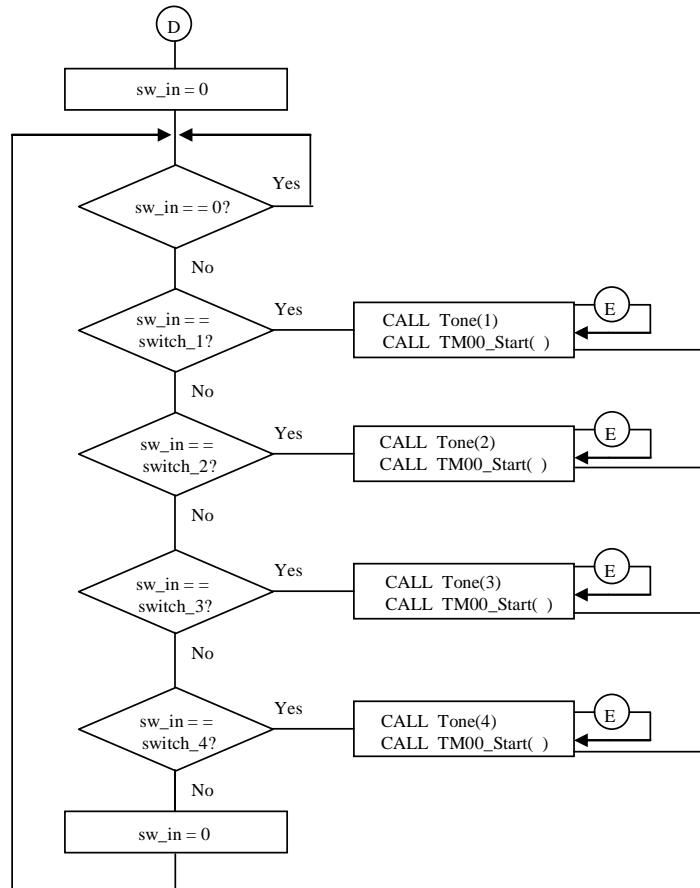 D
sw_in = 0
Yes
sw_in = = 0?
No
sw_in = =
switch_1?
Yes
CALL Tone(1)
CALL TM00_Start( )
E
No
sw_in = =
switch_2?
Yes
CALL Tone(2)
CALL TM00_Start( )
E
No
sw_in = =
switch_3?
Yes
CALL Tone(3)
CALL TM00_Start( )
E
No
sw_in = =
switch_4?
Yes
CALL Tone(4)
CALL TM00_Start( )
E
No
sw_in = 0